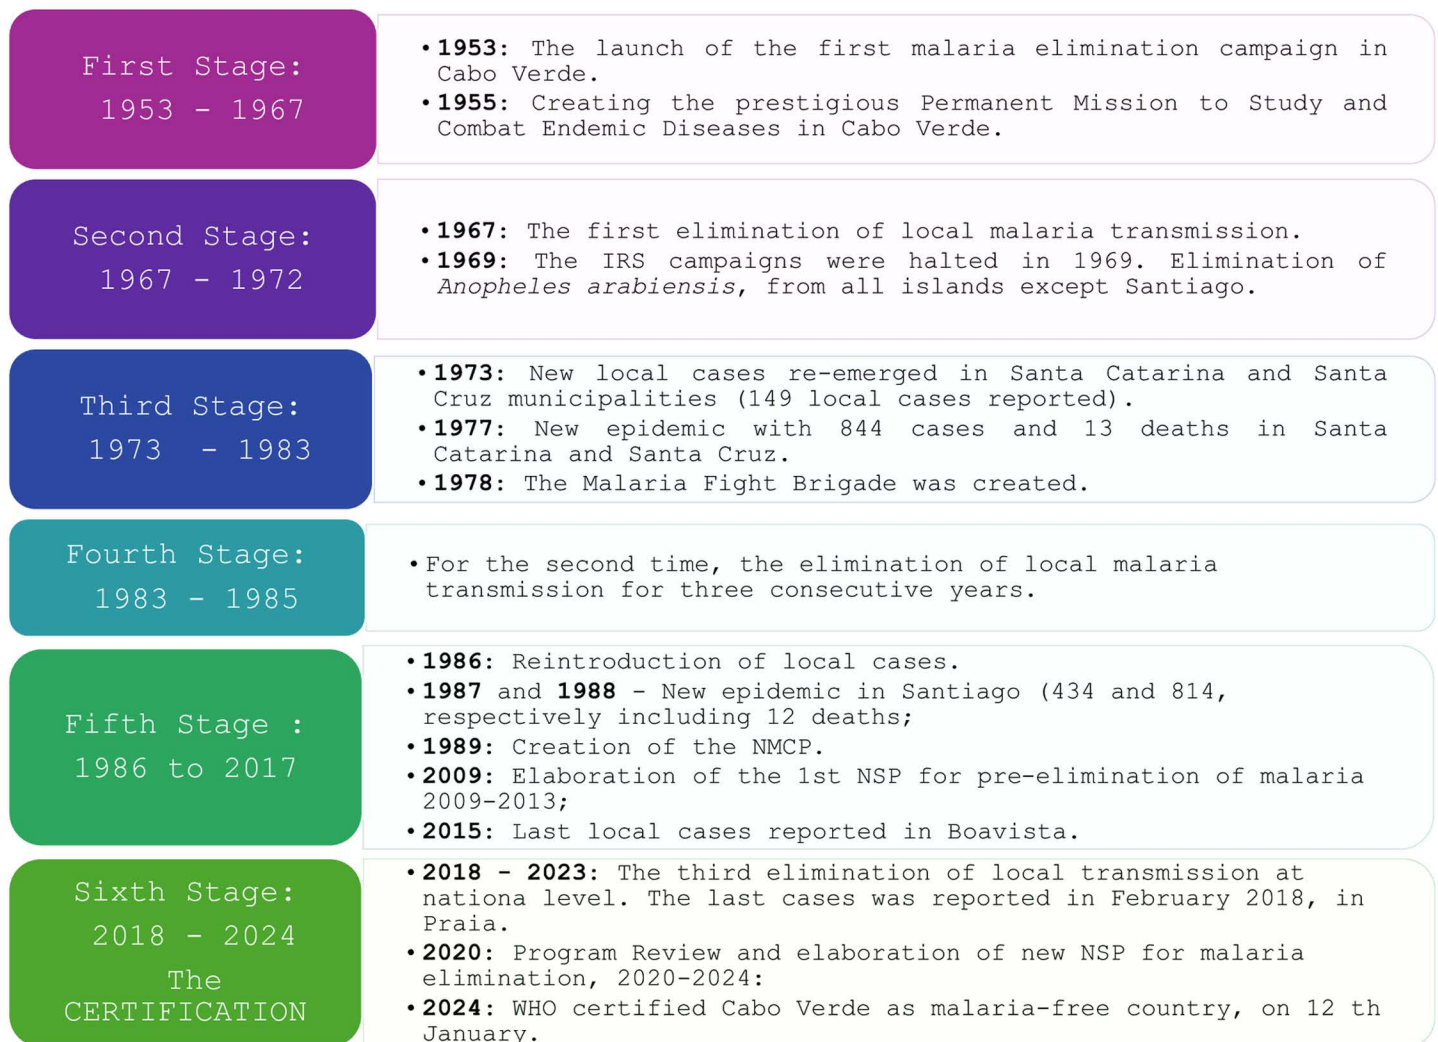 First Stage:
1953 - 1967
• 1953: The launch of the first malaria elimination campaign in
Cabo Verde.
• 1955: Creating the prestigious Permanent Mission to Study and
Combat Endemic Diseases in Cabo Verde.
Second Stage:
1967 - 1972
• 1967: The first elimination of local malaria transmission.
• 1969: The IRS campaigns were halted in 1969. Elimination of
Anopheles arabiensis, from all islands except Santiago.
Third Stage:
1973 - 1983
• 1973: New local cases re-emerged in Santa Catarina and Santa
Cruz municipalities (149 local cases reported).
• 1977: New epidemic with 844 cases and 13 deaths in Santa
Catarina and Santa Cruz.
• 1978: The Malaria Fight Brigade was created.
Fourth Stage:
1983 - 1985
• For the second time, the elimination of local malaria
transmission for three consecutive years.
Fifth Stage :
1986 to 2017
• 1986: Reintroduction of local cases.
• 1987 and 1988 - New epidemic in Santiago (434 and 814,
respectively including 12 deaths;
• 1989: Creation of the NMCP.
• 2009: Elaboration of the 1st NSP for pre-elimination of malaria
2009-2013;
• 2015: Last local cases reported in Boavista.
Sixth Stage:
2018 - 2024
The
CERTIFICATION
• 2018 - 2023: The third elimination of local transmission at
nationa level. The last cases was reported in February 2018, in
Praia.
• 2020: Program Review and elaboration of new NSP for malaria
elimination, 2020-2024:
• 2024: WHO certified Cabo Verde as malaria-free country, on 12 th
January.